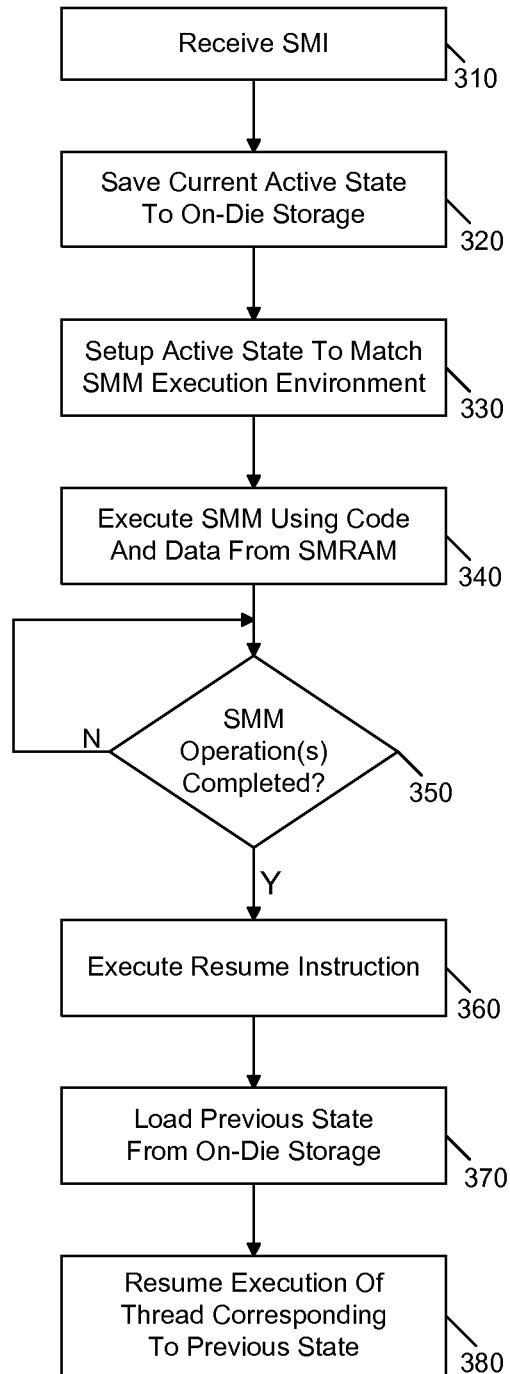 Receive SMI
310
Save Current Active State
To On-Die Storage
320
Setup Active State To Match
SMM Execution Environment
330
Execute SMM Using Code
And Data From SMRAM
340
SMM
Operation(s)
Completed?
N
350
Y
Execute Resume Instruction
360
Load Previous State
From On-Die Storage
370
Resume Execution Of
Thread Corresponding
To Previous State
380